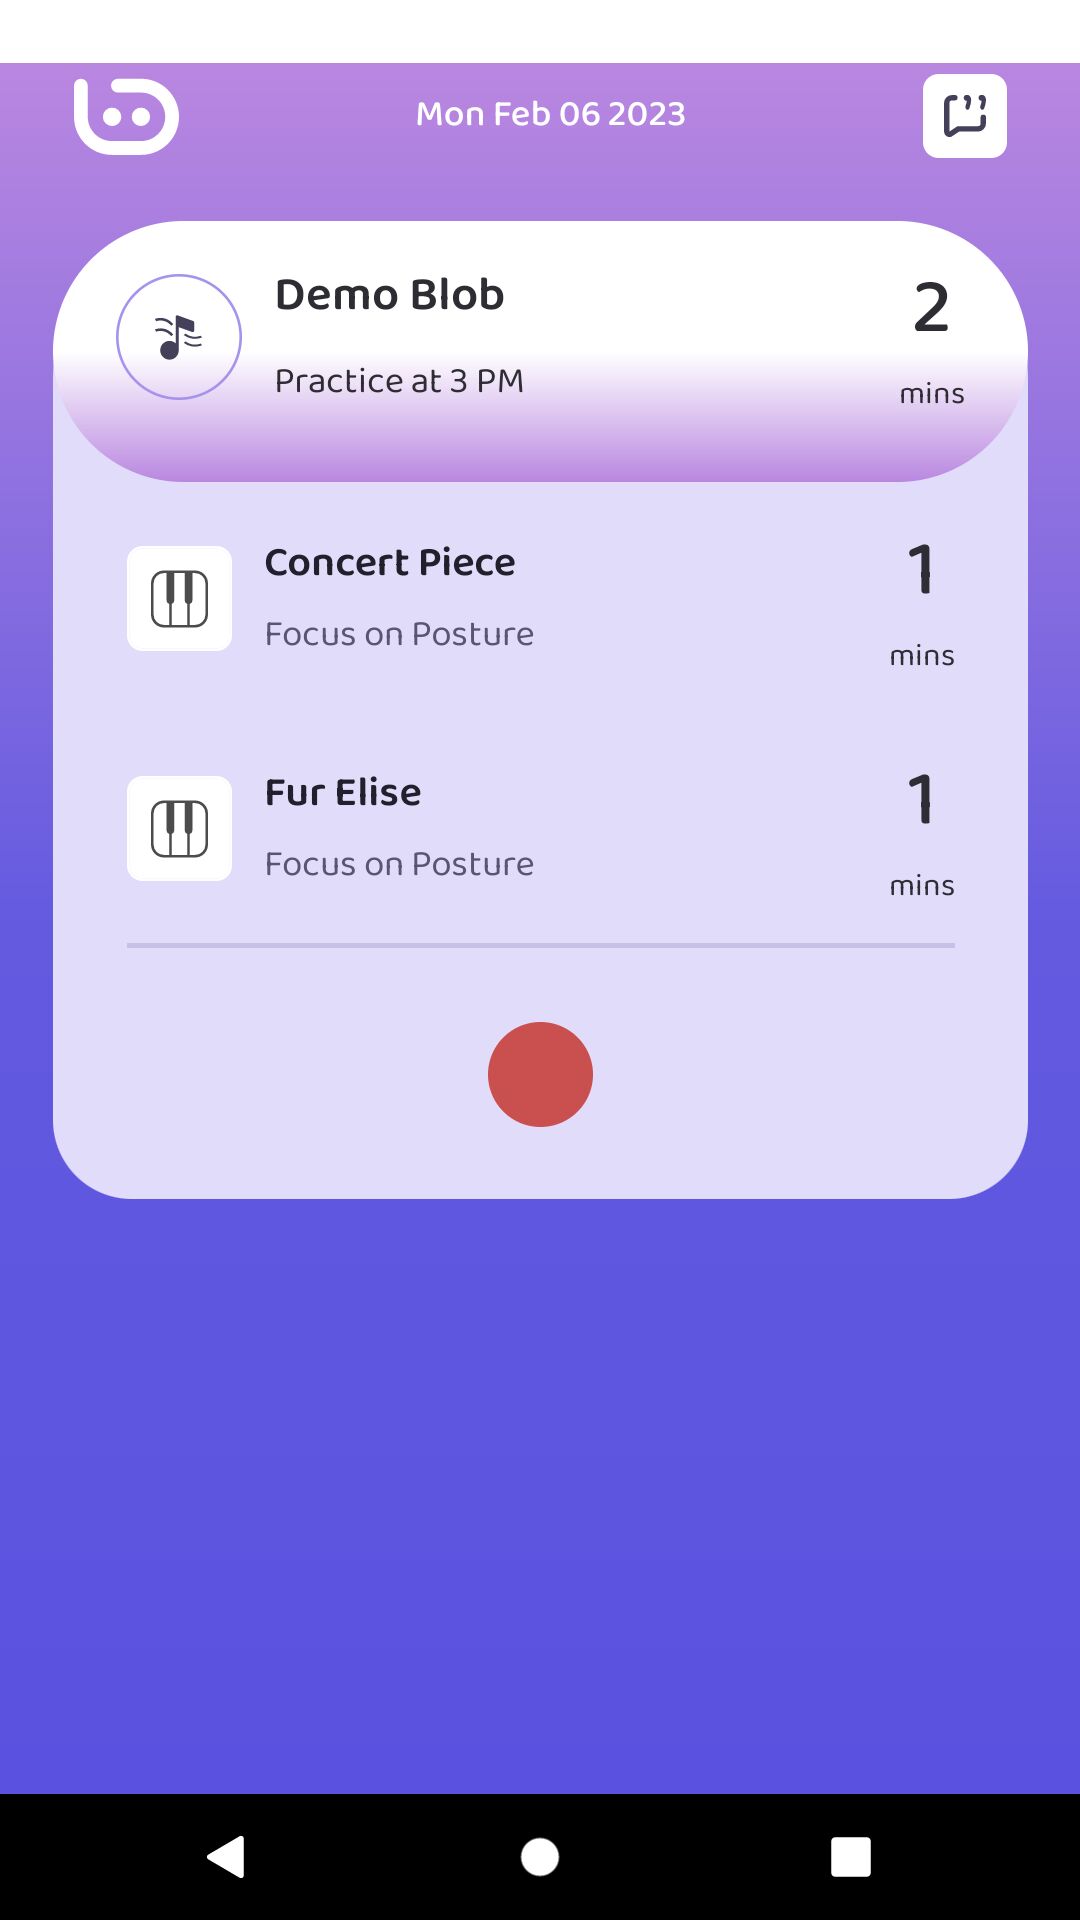 Mon Feb 06 2023
Demo Blob
Practice at 3 PM
2
mins
Concert Piece
Focus on Posture
1
mins
Fur Elise
Focus on Posture
1
mins